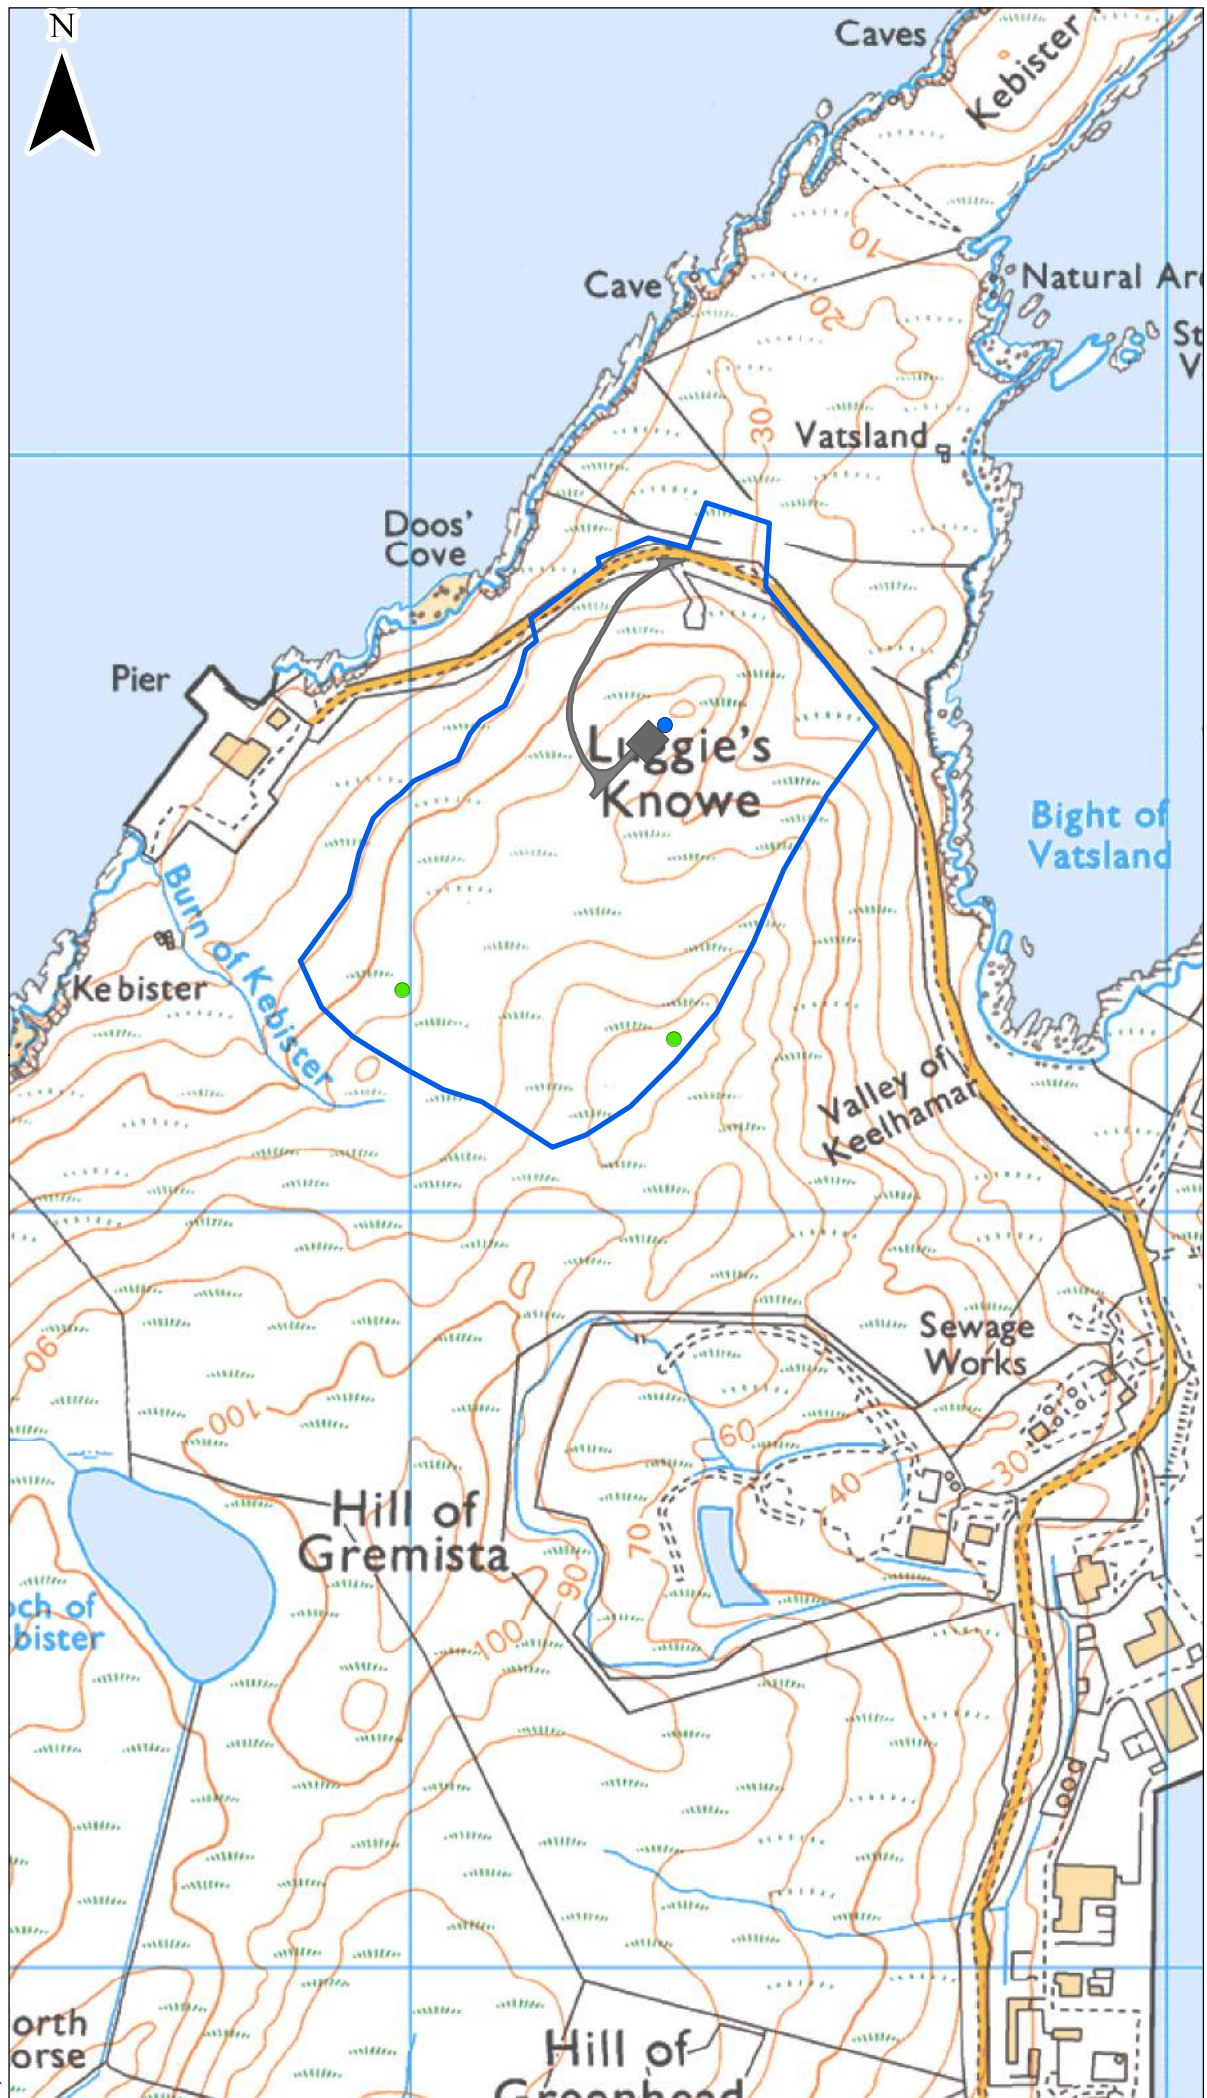 N
Caves
Kebister
10
Cave
Natural Ar
20
St
V
30
Vatsland
Doos'
Cove
Pier
Luggie's
Knowe
Bight of
Vatsland
Burn of Kebister
Kebister
Valley of
Keelhamar
Sewage
Works
90
100
60
40
30
Hill of
Gremista
70
90
och of
bister
100
orth
orse
Hill of
Greenhead